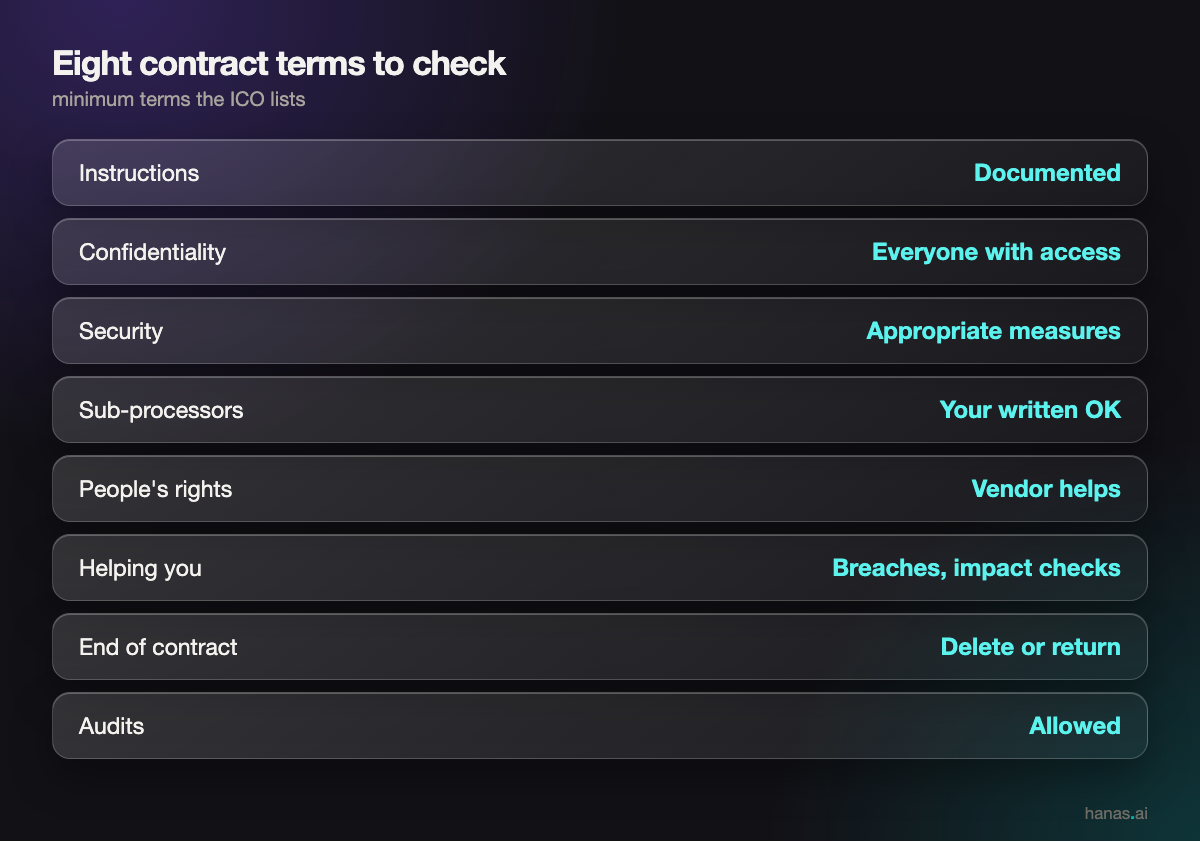 Eight contract terms to check
minimum terms the ICO lists
Instructions Documented
Confidentiality Everyone with access
Security Appropriate measures
Sub-processors Your written OK
People's rights Vendor helps
Helping you Breaches, impact checks
End of contract Delete or return
Audits Allowed
hanas.ai